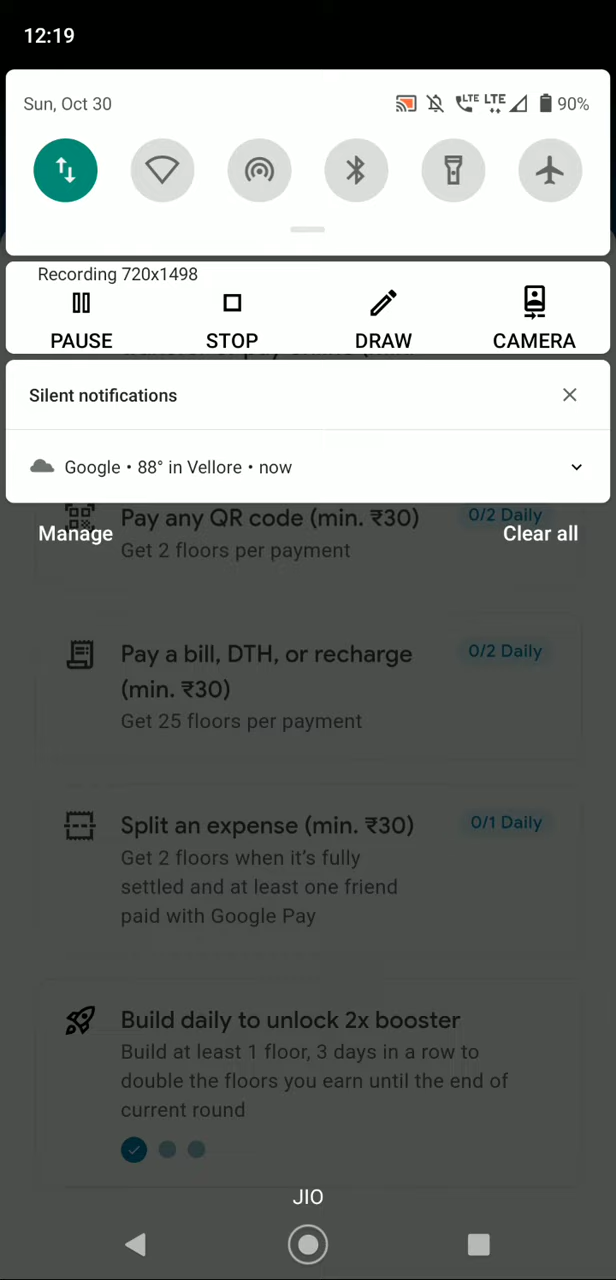 12:19
Sun, Oct 30
LTE LTE 90%
Recording 720x1498
PAUSE STOP DRAW CAMERA
Silent notifications
Google • 88° in Vellore • now
Pay any QR code (min. ₹30) 0/2 Daily
Manage Clear all
Get 2 floors per payment
Pay a bill, DTH, or recharge 0/2 Daily
(min. ₹30)
Get 25 floors per payment
Split an expense (min. ₹30) 0/1 Daily
Get 2 floors when it's fully
settled and at least one friend
paid with Google Pay
Build daily to unlock 2x booster
Build at least 1 floor, 3 days in a row to
double the floors you earn until the end of
current round
JIO